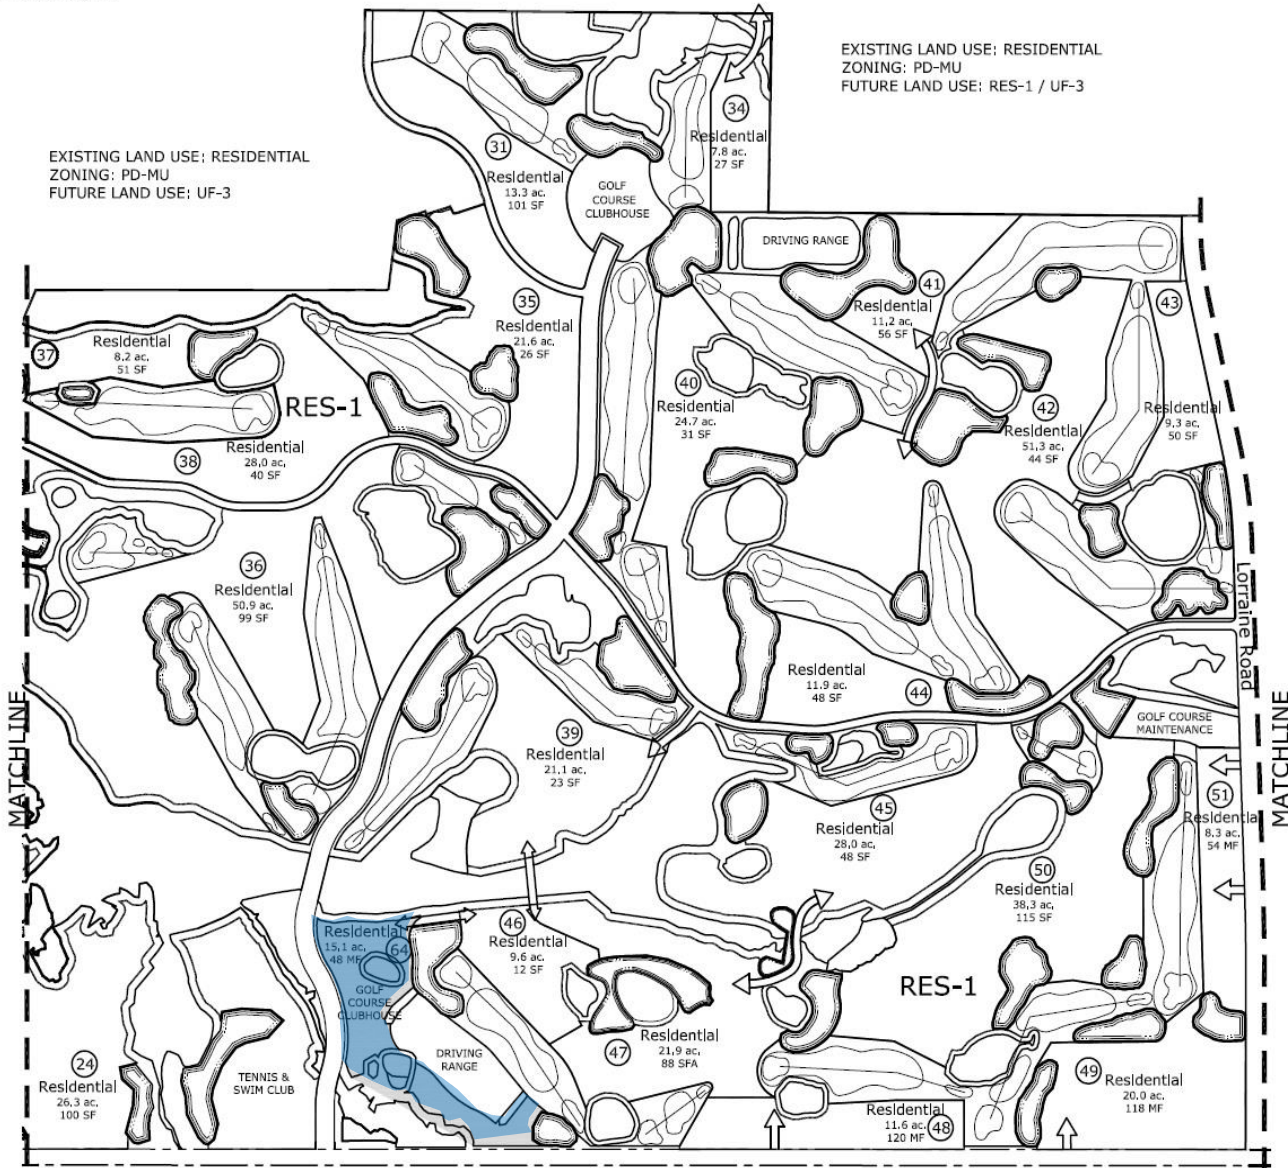 EXISTING LAND USE: RESIDENTIAL
ZONING: PD-MU
FUTURE LAND USE: RES-1 / UF-3
EXISTING LAND USE: RESIDENTIAL
ZONING: PD-MU
FUTURE LAND USE: UF-3
34
Residential
7.8 ac.
27 SF
31
Residential
13.3 ac.
101 SF
GOLF
COURSE
CLUBHOUSE
DRIVING RANGE
41
Residential
11.2 ac.
56 SF
43
Residential
9.3 ac.
50 SF
35
Residential
21.6 ac.
26 SF
37
Residential
8.2 ac.
51 SF
RES-1
40
Residential
24.7 ac.
31 SF
42
Residential
51.3 ac.
44 SF
38
Residential
28.0 ac.
40 SF
36
Residential
50.9 ac.
99 SF
Lorraine Road
Residential
11.9 ac.
48 SF
44
MATCHLINE
MATCHLINE
GOLF COURSE
MAINTENANCE
39
Residential
21.1 ac.
23 SF
45
Residential
28.0 ac.
48 SF
51
Residential
8.3 ac.
54 MF
50
Residential
38.3 ac.
115 SF
Residential
15.1 ac.
48 MF
64
GOLF
COURSE
CLUBHOUSE
46
Residential
9.6 ac.
12 SF
RES-1
47
Residential
21.9 ac.
88 SFA
DRIVING
RANGE
24
Residential
26.3 ac.
100 SF
TENNIS &
SWIM CLUB
49
Residential
20.0 ac.
118 MF
Residential
11.6 ac.
120 MF
48